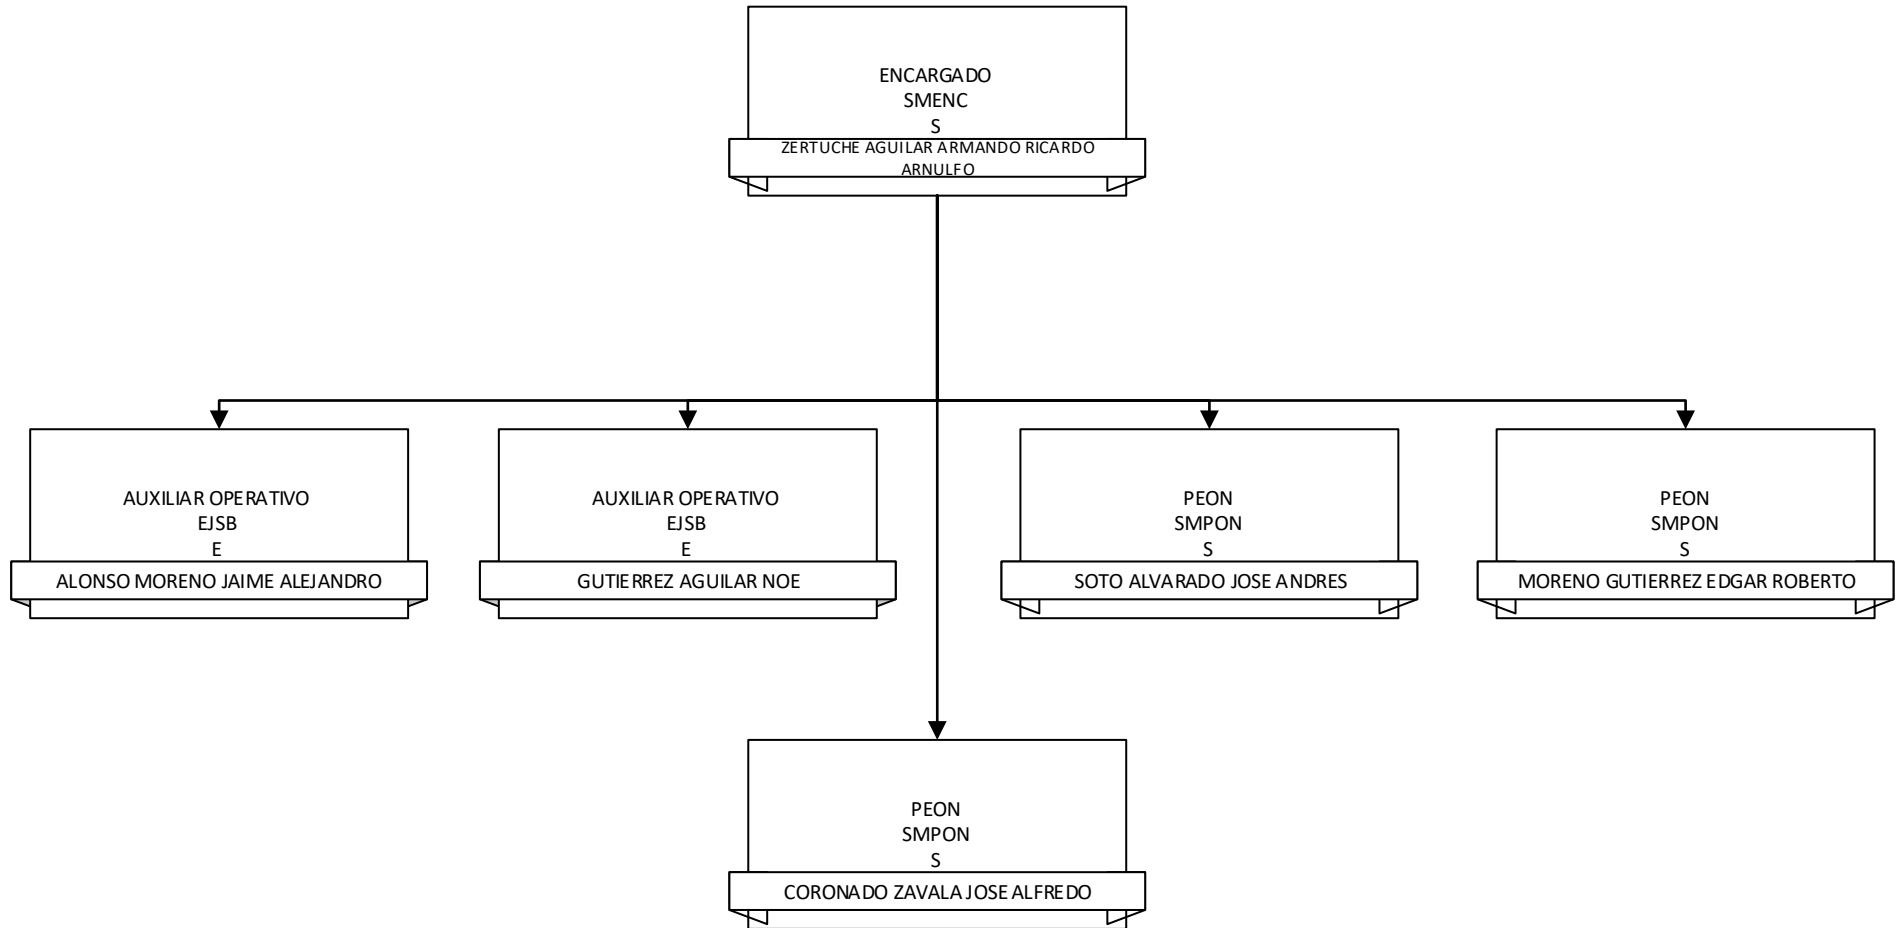 ENCARGADO
SMENC
S
ZERTUCHE AGUILAR ARMANDO RICARDO
ARNULFO
AUXILIAR OPERATIVO
EJSB
E
ALONSO MORENO JAIME ALEJANDRO
AUXILIAR OPERATIVO
EJSB
E
GUTIERREZ AGUILAR NOE
PEON
SMPON
S
SOTO ALVARADO JOSE ANDRES
PEON
SMPON
S
MORENO GUTIERREZ EDGAR ROBERTO
PEON
SMPON
S
CORONADO ZAVALA JOSE ALFREDO